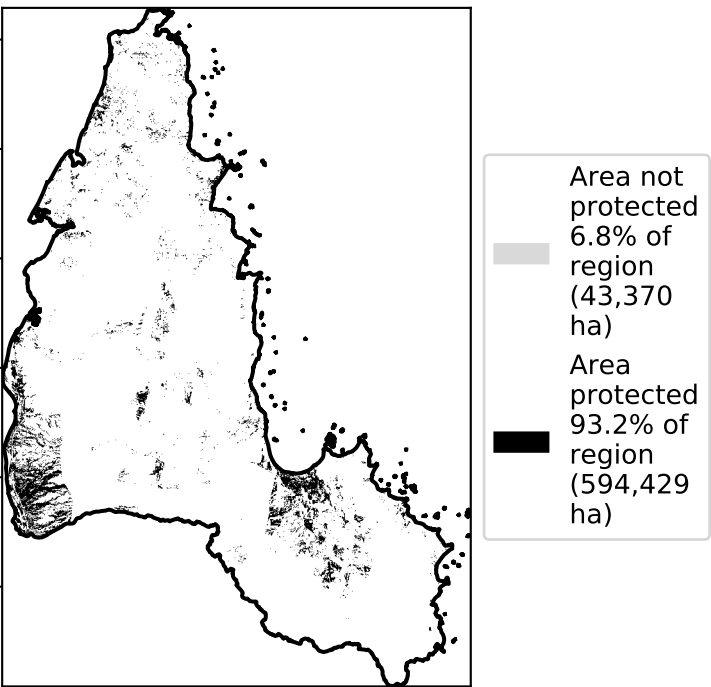 Area not
protected
6.8% of
region
(43,370
ha)
Area
protected
93.2% of
region
(594,429
ha)